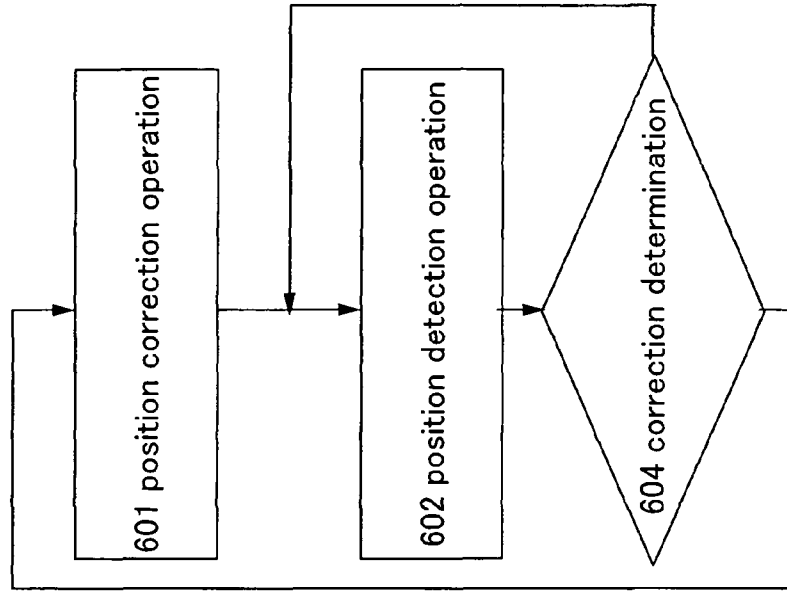 601 position correction operation
602 position detection operation
604 correction determination